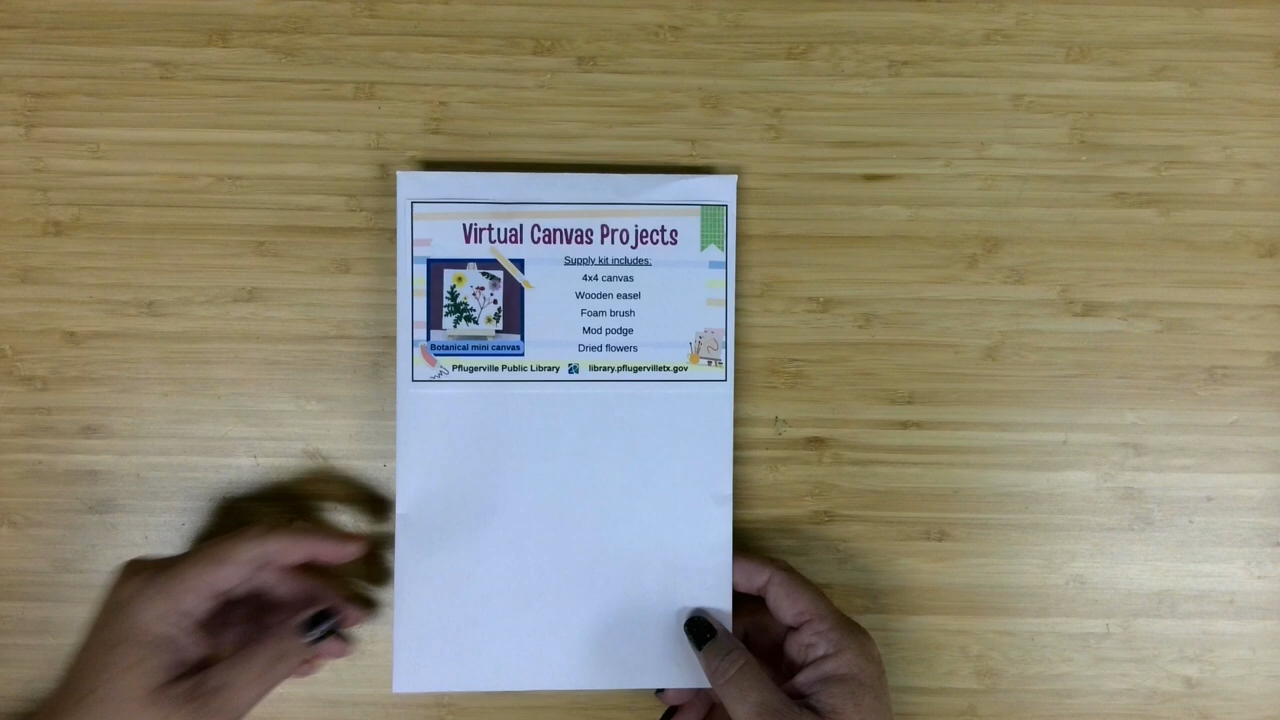 Virtual Canvas Projects
Supply kit includes:
4x4 canvas
Wooden easel
Foam brush
Mod podge
Dried flowers
Botanical mini canvas
Pflugerville Public Library library.pflugervilletx.gov